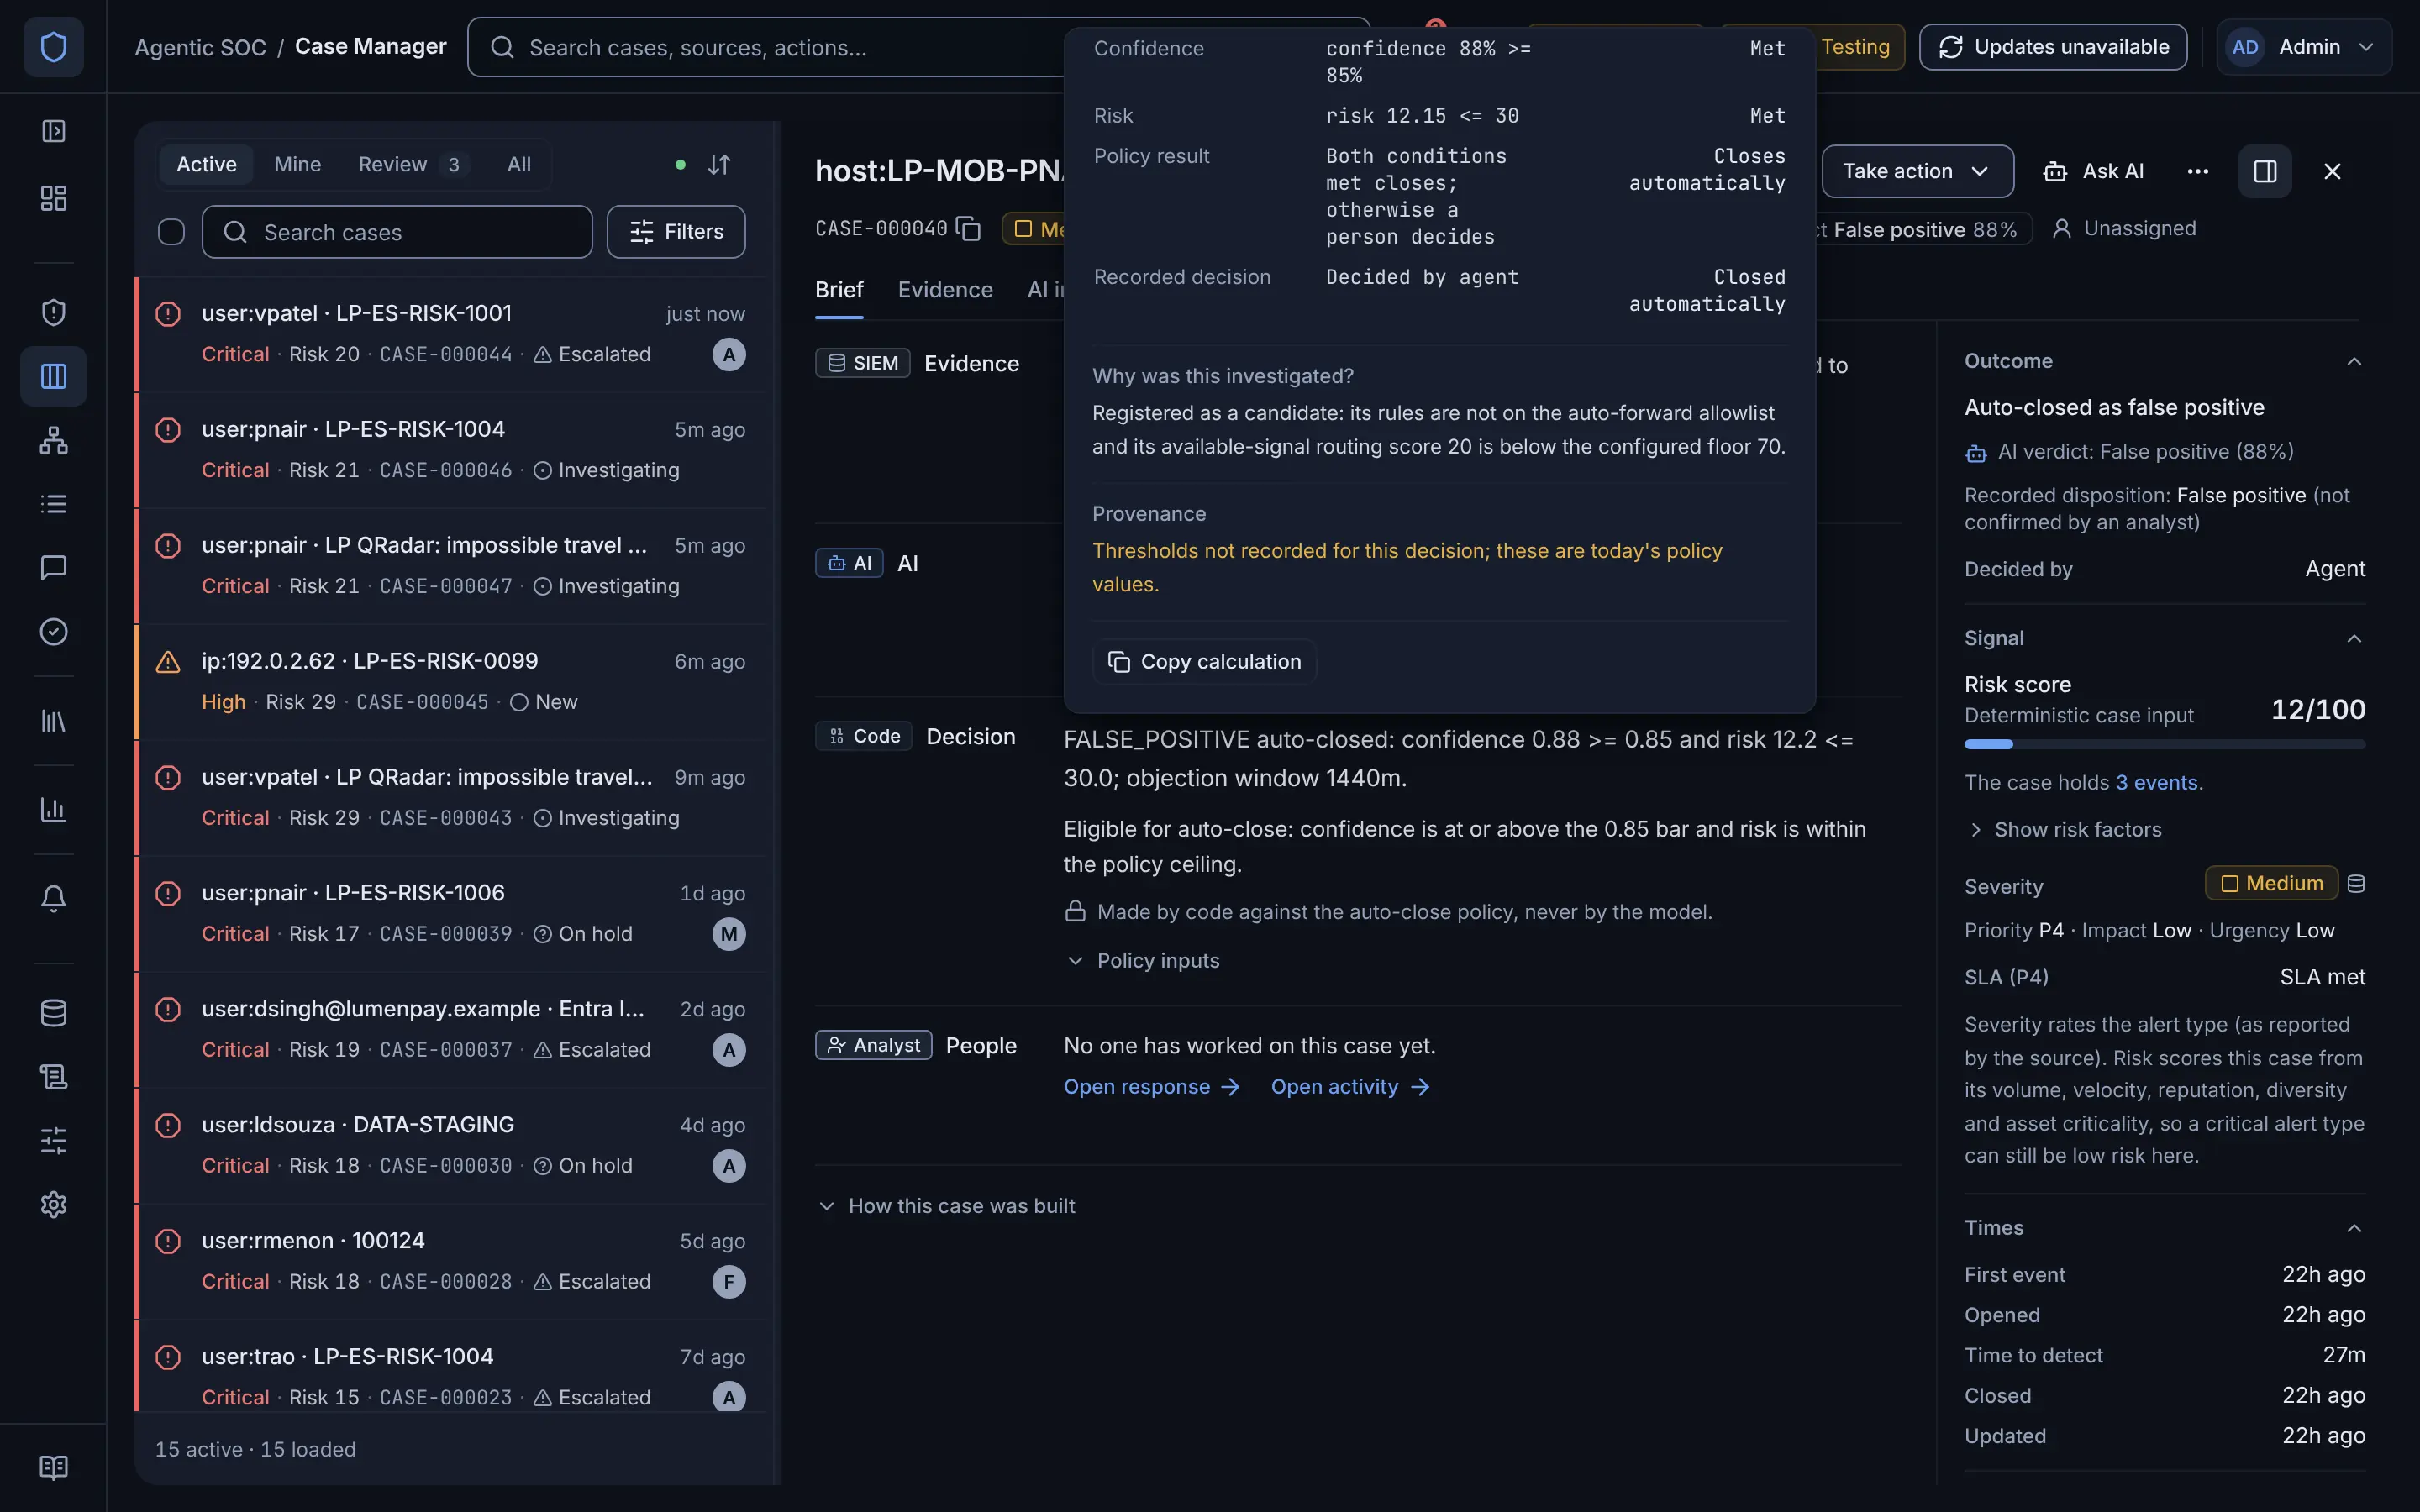 Agentic SOC / Case Manager
Search cases, sources, actions...
Testing
Updates unavailable
AD Admin
Active Mine Review 3 All
Search cases
Filters
user:vpatel · LP-ES-RISK-1001 just now
Critical · Risk 20 · CASE-000044 · Escalated A
user:pnair · LP-ES-RISK-1004 5m ago
Critical · Risk 21 · CASE-000046 · Investigating
user:pnair · LP QRadar: impossible travel ... 5m ago
Critical · Risk 21 · CASE-000047 · Investigating
ip:192.0.2.62 · LP-ES-RISK-0099 6m ago
High · Risk 29 · CASE-000045 · New
user:vpatel · LP QRadar: impossible travel... 9m ago
Critical · Risk 29 · CASE-000043 · Investigating
user:pnair · LP-ES-RISK-1006 1d ago
Critical · Risk 17 · CASE-000039 · On hold M
user:dsingh@lumenpay.example · Entra I... 2d ago
Critical · Risk 19 · CASE-000037 · Escalated A
user:ldsouza · DATA-STAGING 4d ago
Critical · Risk 18 · CASE-000030 · On hold A
user:rmenon · 100124 5d ago
Critical · Risk 18 · CASE-000028 · Escalated F
user:trao · LP-ES-RISK-1004 7d ago
Critical · Risk 15 · CASE-000023 · Escalated A
15 active · 15 loaded
host:LP-MOB-PN
Take action
Ask AI
CASE-000040
False positive 88%
Unassigned
Brief Evidence AI
Confidence confidence 88% >= Met
85%
Risk risk 12.15 <= 30 Met
Policy result Both conditions Closes
met closes; automatically
otherwise a
person decides
Recorded decision Decided by agent Closed
automatically
Why was this investigated?
Registered as a candidate: its rules are not on the auto-forward allowlist
and its available-signal routing score 20 is below the configured floor 70.
Provenance
Thresholds not recorded for this decision; these are today's policy
values.
Copy calculation
SIEM Evidence
to
AI AI
Code Decision
FALSE_POSITIVE auto-closed: confidence 0.88 >= 0.85 and risk 12.2 <=
30.0; objection window 1440m.
Eligible for auto-close: confidence is at or above the 0.85 bar and risk is within
the policy ceiling.
Made by code against the auto-close policy, never by the model.
Policy inputs
Analyst People
No one has worked on this case yet.
Open response → Open activity →
How this case was built
Outcome
Auto-closed as false positive
AI verdict: False positive (88%)
Recorded disposition: False positive (not
confirmed by an analyst)
Decided by Agent
Signal
Risk score
Deterministic case input 12/100
The case holds 3 events.
Show risk factors
Severity Medium
Priority P4 · Impact Low · Urgency Low
SLA (P4) SLA met
Severity rates the alert type (as reported
by the source). Risk scores this case from
its volume, velocity, reputation, diversity
and asset criticality, so a critical alert type
can still be low risk here.
Times
First event 22h ago
Opened 22h ago
Time to detect 27m
Closed 22h ago
Updated 22h ago